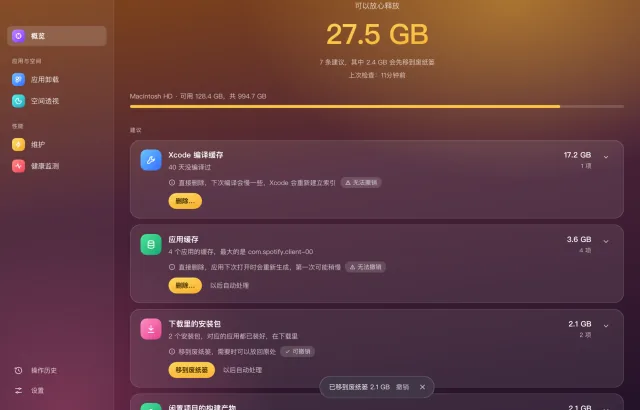 概览
应用与空间
应用卸载
空间透视
性能
维护
健康监测
操作历史
设置
可以放心释放
27.5 GB
7 条建议，其中 2.4 GB 会先移到废纸篓
上次检查：11分钟前
Macintosh HD · 可用 126.4 GB，共 994.7 GB
建议
Xcode 编译缓存
17.2 GB
40 天没编译过
1 项
直接删除，下次编译会慢一些，Xcode 会重新建立索引
无法撤销
删除…
应用缓存
3.6 GB
4 个应用的缓存，最大的是 com.spotify.client-00
4 项
直接删除，应用下次打开时会重新生成，第一次可能稍慢
无法撤销
删除…
以后自动处理
下载里的安装包
2.1 GB
2 个安装包，对应的应用都已装好，在下载里
2 项
移到废纸篓，需要时可以放回原处
可撤销
移到废纸篓
以后自动处理
已移到废纸篓 2.1 GB
撤销
闲置项目的构建产物
2.1 GB